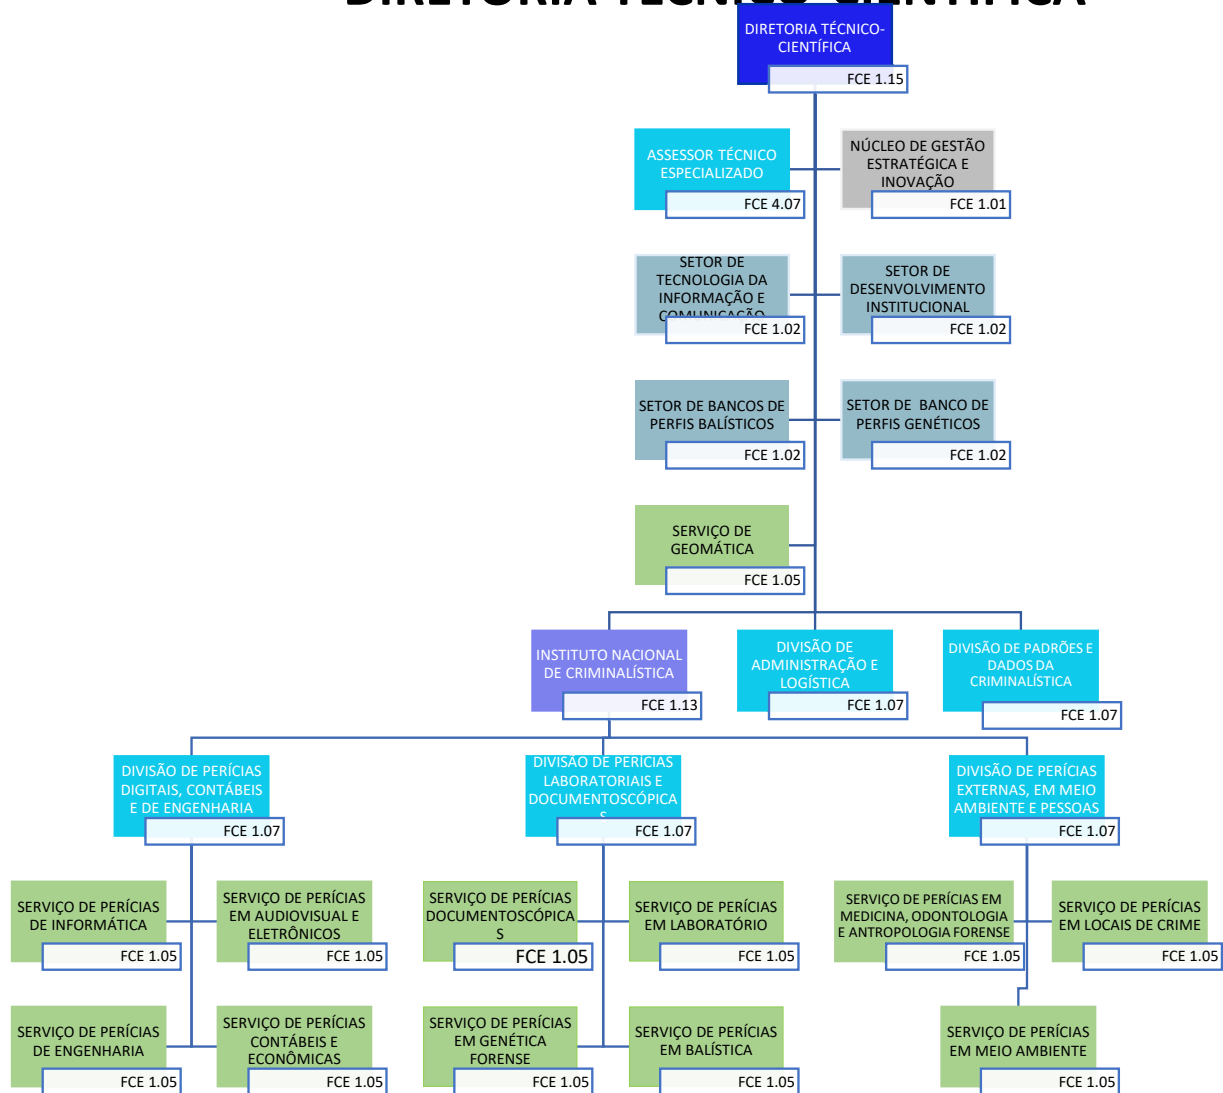 DIRETORIA TÉCNICO-CIENTÍFICA
DIRETORIA TÉCNICO-
CIENTÍFICA
FCE 1.15
ASSESSOR TÉCNICO
ESPECIALIZADO
FCE 4.07
NÚCLEO DE GESTÃO
ESTRATÉGICA E
INOVAÇÃO
FCE 1.01
SETOR DE
TECNOLOGIA DA
INFORMAÇÃO E
COMUNICAÇÃO
FCE 1.02
SETOR DE
DESENVOLVIMENTO
INSTITUCIONAL
FCE 1.02
SETOR DE BANCOS DE
PERFIS BALÍSTICOS
FCE 1.02
SETOR DE BANCO DE
PERFIS GENÉTICOS
FCE 1.02
SERVIÇO DE
GEOMÁTICA
FCE 1.05
INSTITUTO NACIONAL
DE CRIMINALÍSTICA
FCE 1.13
DIVISÃO DE
ADMINISTRAÇÃO E
LOGÍSTICA
FCE 1.07
DIVISÃO DE PADRÕES E
DADOS DA
CRIMINALÍSTICA
FCE 1.07
DIVISÃO DE PERÍCIAS
DIGITAIS, CONTÁBEIS
E DE ENGENHARIA
FCE 1.07
DIVISÃO DE PERÍCIAS
LABORATORIAIS E
DOCUMENTOSCÓPICA
S
FCE 1.07
DIVISÃO DE PERÍCIAS
EXTERNAS, EM MEIO
AMBIENTE E PESSOAS
FCE 1.07
SERVIÇO DE PERÍCIAS
DE INFORMÁTICA
FCE 1.05
SERVIÇO DE PERÍCIAS
EM AUDIOVISUAL E
ELETRÔNICOS
FCE 1.05
SERVIÇO DE PERÍCIAS
DOCUMENTOSCÓPICA
S
FCE 1.05
SERVIÇO DE PERÍCIAS
EM LABORATÓRIO
FCE 1.05
SERVIÇO DE PERÍCIAS EM
MEDICINA, ODONTOLOGIA
E ANTROPOLOGIA FORENSE
FCE 1.05
SERVIÇO DE PERÍCIAS
EM LOCAIS DE CRIME
FCE 1.05
SERVIÇO DE PERÍCIAS
DE ENGENHARIA
FCE 1.05
SERVIÇO DE PERÍCIAS
CONTÁBEIS E
ECONÔMICAS
FCE 1.05
SERVIÇO DE PERÍCIAS
EM GENÉTICA
FORENSE
FCE 1.05
SERVIÇO DE PERÍCIAS
EM BALÍSTICA
FCE 1.05
SERVIÇO DE PERÍCIAS
EM MEIO AMBIENTE
FCE 1.05